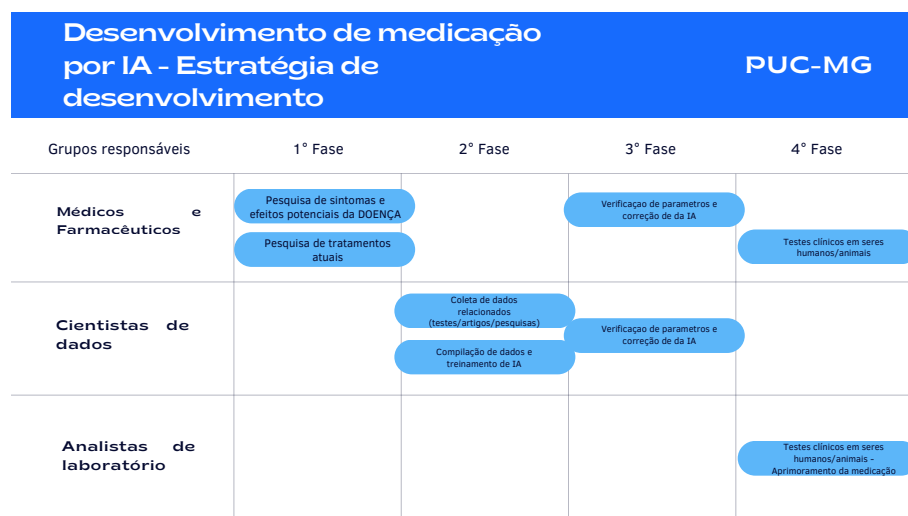 Desenvolvimento de medicação
por IA - Estratégia de
desenvolvimento
PUC-MG
Grupos responsáveis
1° Fase
2° Fase
3° Fase
4° Fase
Médicos e
Farmacêuticos
Pesquisa de sintomas e
efeitos potenciais da DOENÇA
Pesquisa de tratamentos
atuais
Verificaçao de parametros e
correção de da IA
Testes clínicos em seres
humanos/animais
Cientistas de
dados
Coleta de dados
relacionados
(testes/artigos/pesquisas)
Compilação de dados e
treinamento de IA
Verificaçao de parametros e
correção de da IA
Analistas de
laboratório
Testes clínicos em seres
humanos/animais -
Aprimoramento da medicação